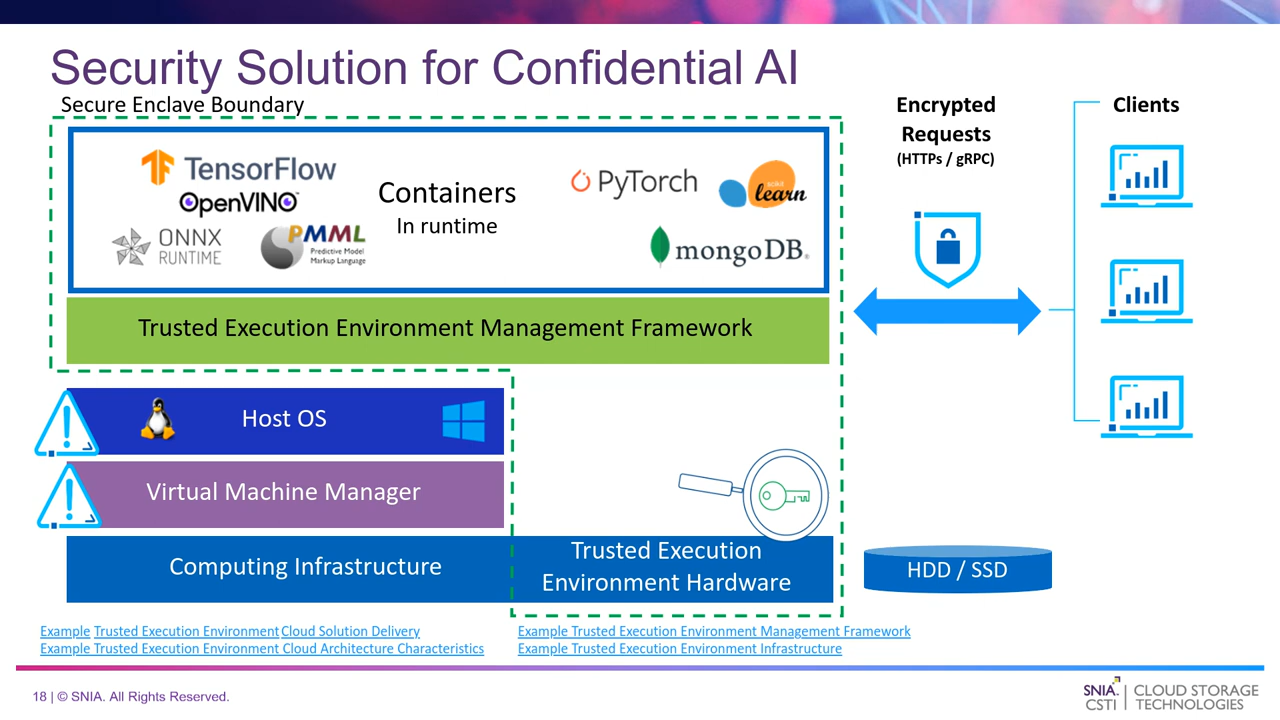 Security Solution for Confidential AI
Secure Enclave Boundary
TensorFlow
OpenVINO
ONNX
RUNTIME
PMML
Predictive Model
Markup Language
Containers
In runtime
PyTorch
scikit
learn
mongoDB®
Trusted Execution Environment Management Framework
Host OS
Virtual Machine Manager
Computing Infrastructure
Trusted Execution
Environment Hardware
Encrypted
Requests
(HTTPs / gRPC)
Clients
HDD / SSD
Example Trusted Execution Environment Cloud Solution Delivery
Example Trusted Execution Environment Cloud Architecture Characteristics
Example Trusted Execution Environment Management Framework
Example Trusted Execution Environment Infrastructure
18 | © SNIA. All Rights Reserved.
SNIA.
CSTI
CLOUD STORAGE
TECHNOLOGIES